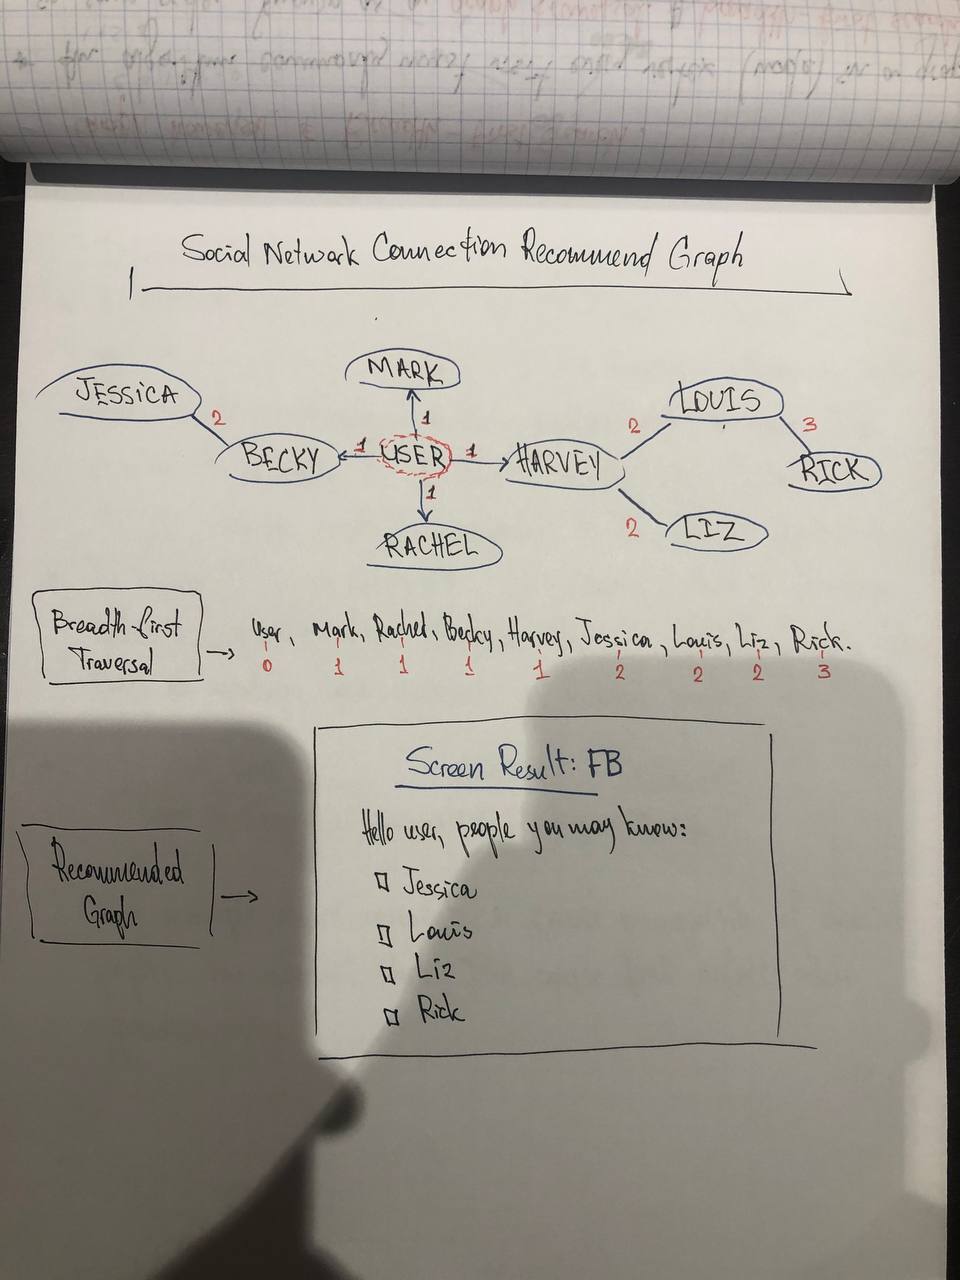 Social Network Connection Recommend Graph
MARK
JESSICA
LOUIS
2
1
2
3
BECKY
1
USER
1
HARVEY
RICK
1
2
LIZ
RACHEL
Breadth-first
Traversal
User, Mark, Rachel, Becky, Harvey, Jessica, Louis, Liz, Rick.
0 1 1 1 1 2 2 2 3
Screen Result: FB
Hello user, people you may know:
Recommended
Graph
Jessica
Louis
Liz
Rick